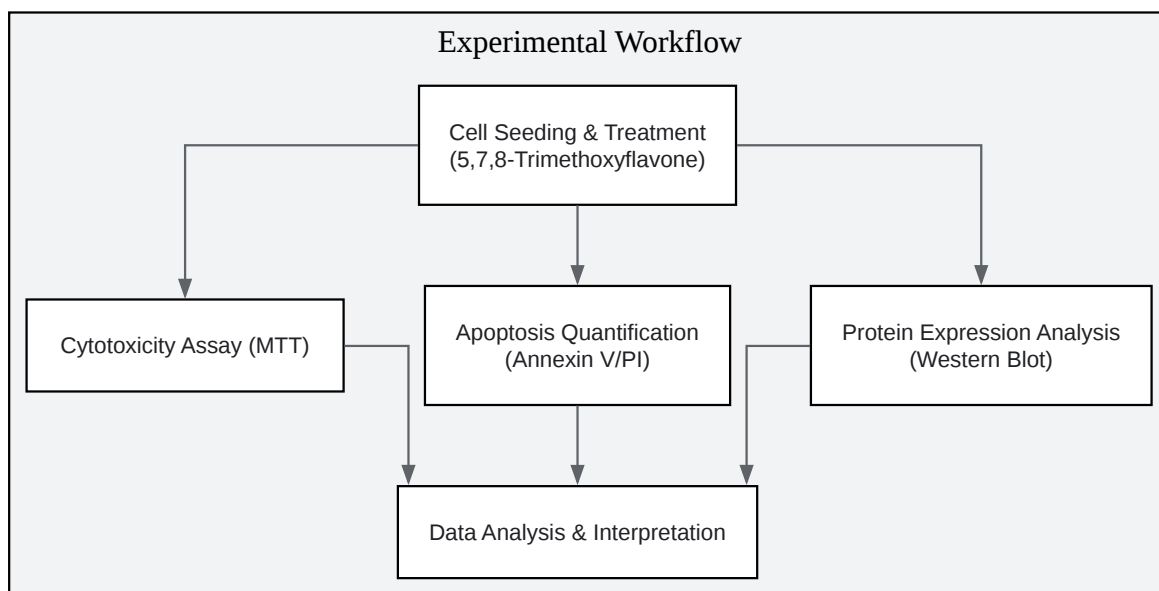 Experimental Workflow
Cell Seeding & Treatment
(5,7,8-Trimethoxyflavone)
Cytotoxicity Assay (MTT)
Apoptosis Quantification
(Annexin V/PI)
Protein Expression Analysis
(Western Blot)
Data Analysis & Interpretation